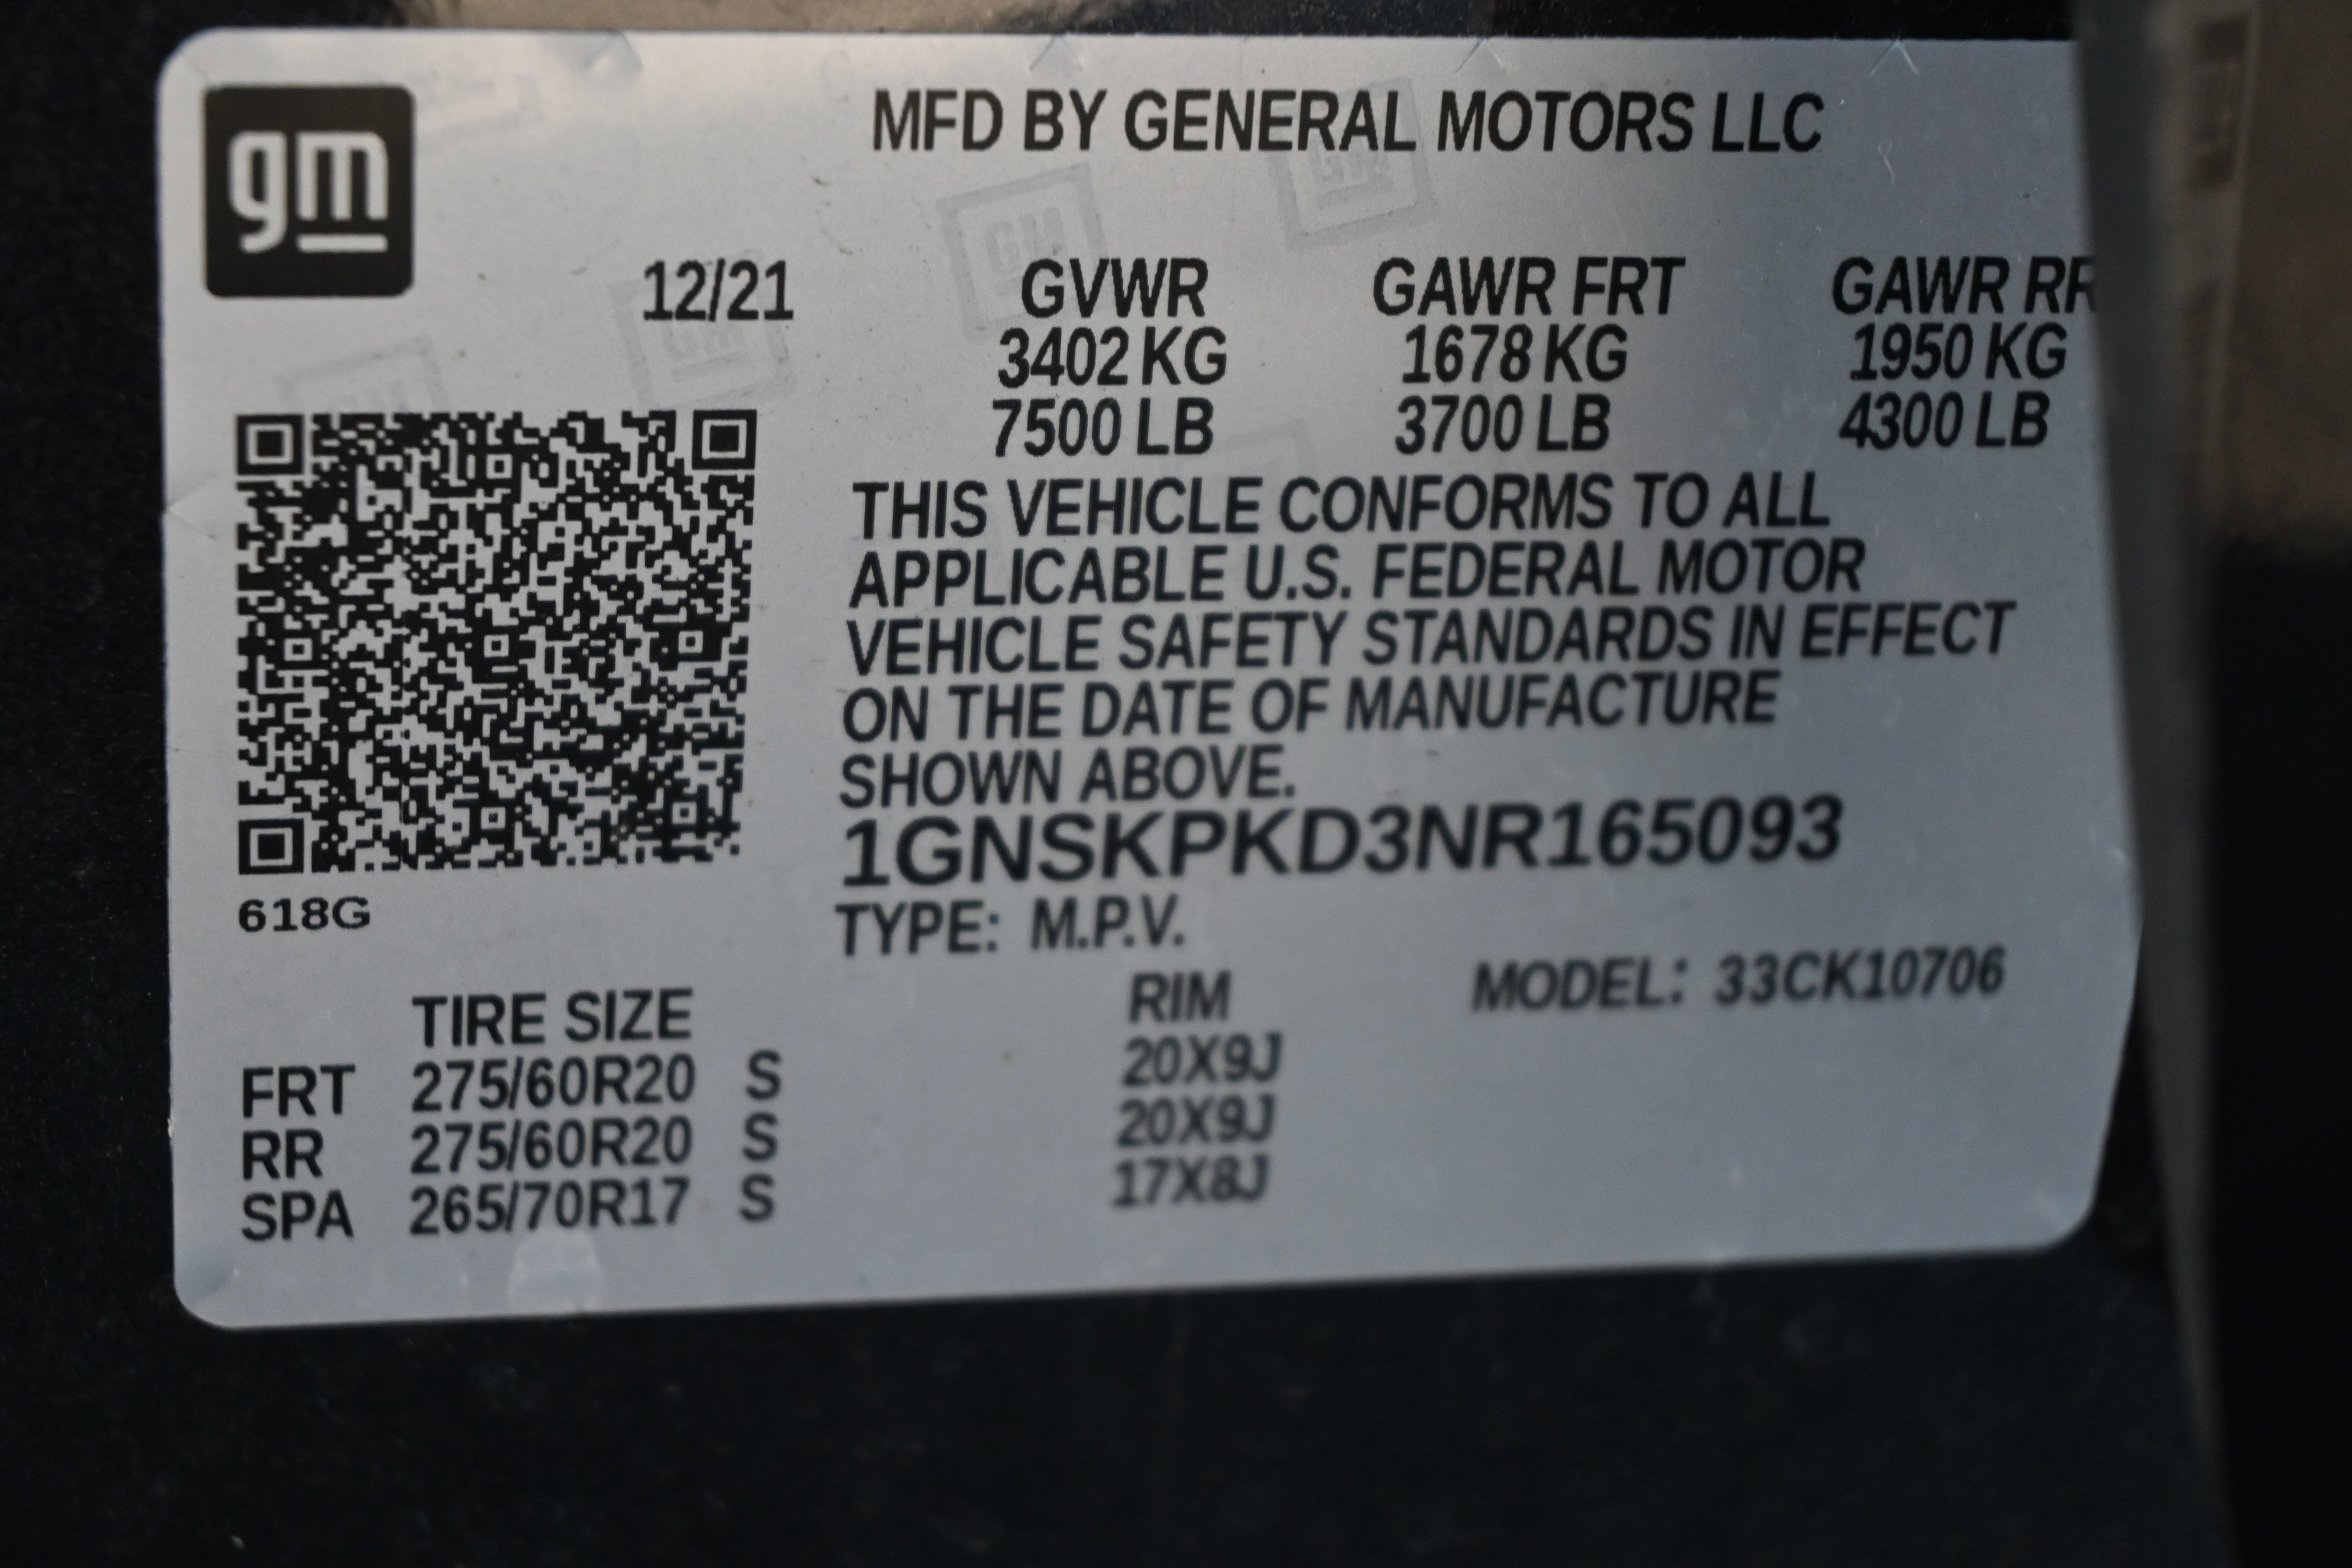 gm
MFD BY GENERAL MOTORS LLC
12/21 GVWR GAWR FRT GAWR RR
3402 KG 1678 KG 1950 KG
7500 LB 3700 LB 4300 LB
THIS VEHICLE CONFORMS TO ALL
APPLICABLE U.S. FEDERAL MOTOR
VEHICLE SAFETY STANDARDS IN EFFECT
ON THE DATE OF MANUFACTURE
SHOWN ABOVE.
1GNSKPKD3NR165093
618G
TYPE: M.P.V.
MODEL: 33CK10706
TIRE SIZE RIM
FRT 275/60R20 S 20X9J
RR 275/60R20 S 20X9J
SPA 265/70R17 S 17X8J